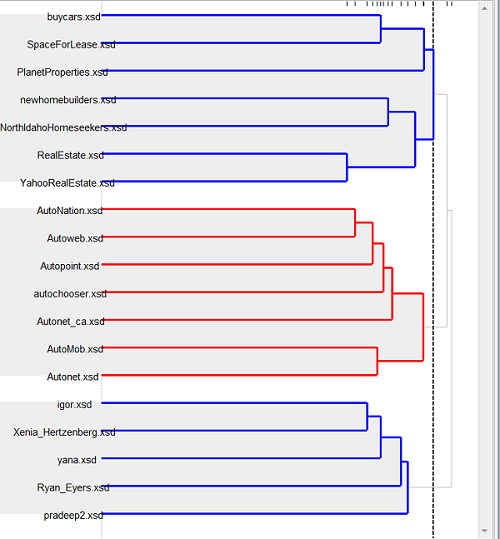 buycars.xsd
SpaceForLease.xsd
PlanetProperties.xsd
newhomebuilders.xsd
NorthIdahoHomeseekers.xsd
RealEstate.xsd
YahooRealEstate.xsd
AutoNation.xsd
Autoweb.xsd
Autopoint.xsd
autochooser.xsd
Autonet_ca.xsd
AutoMob.xsd
Autonet.xsd
igor.xsd
Xenia_Hertzenberg.xsd
yana.xsd
Ryan_Eyers.xsd
pradeep2.xsd